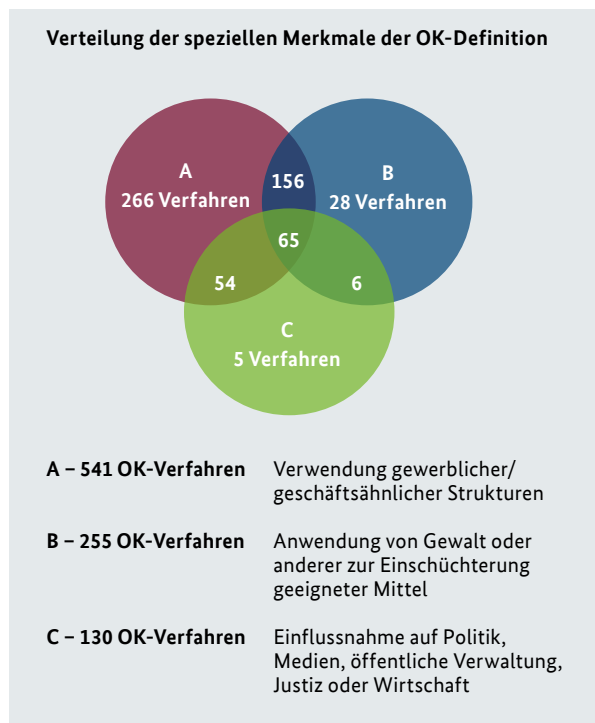 Verteilung der speziellen Merkmale der OK-Definition
A
266 Verfahren
156
B
28 Verfahren
65
54
6
C
5 Verfahren
A – 541 OK-Verfahren Verwendung gewerblicher/
geschäftsähnlicher Strukturen
B – 255 OK-Verfahren Anwendung von Gewalt oder
anderer zur Einschüchterung
geeigneter Mittel
C – 130 OK-Verfahren Einflussnahme auf Politik,
Medien, öffentliche Verwaltung,
Justiz oder Wirtschaft